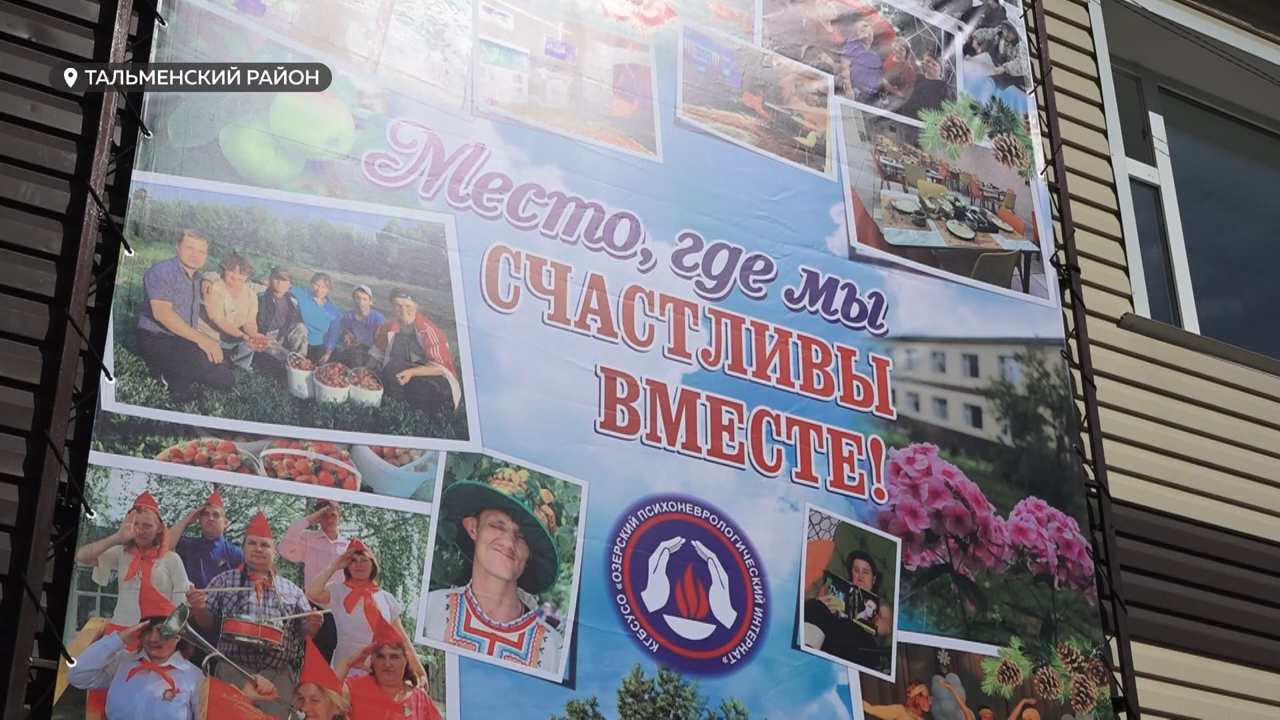 ТАЛЬМЕНСКИЙ РАЙОН
Место, где мы
СЧАСТЛИВЫ
ВМЕСТЕ!
КГБСУСО «ОЗЕРСКИЙ ПСИХОНЕВРОЛОГИЧЕСКИЙ ИНТЕРНАТ»